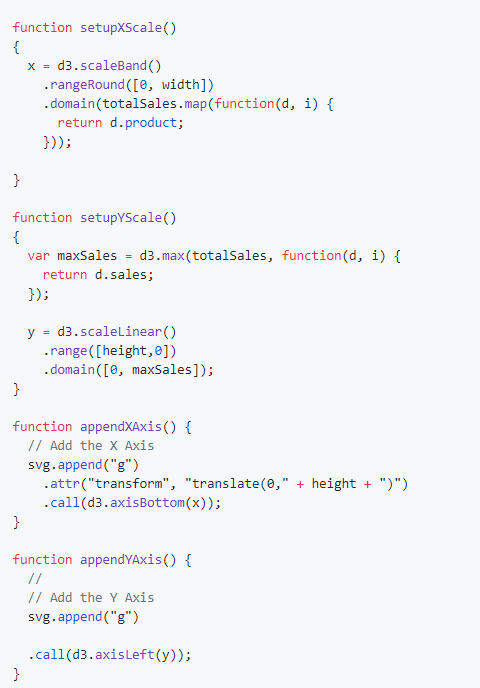 function setupXScale()
{
  x = d3.scaleBand()
    .rangeRound([0, width])
    .domain(totalSales.map(function(d, i) {
      return d.product;
    }));

}

function setupYScale()
{
  var maxSales = d3.max(totalSales, function(d, i) {
    return d.sales;
  });

  y = d3.scaleLinear()
    .range([height,0])
    .domain([0, maxSales]);
}

function appendXAxis() {
  // Add the X Axis
  svg.append("g")
    .attr("transform", "translate(0," + height + ")")
    .call(d3.axisBottom(x));
}

function appendYAxis() {
  //
  // Add the Y Axis
  svg.append("g")

  .call(d3.axisLeft(y));
}